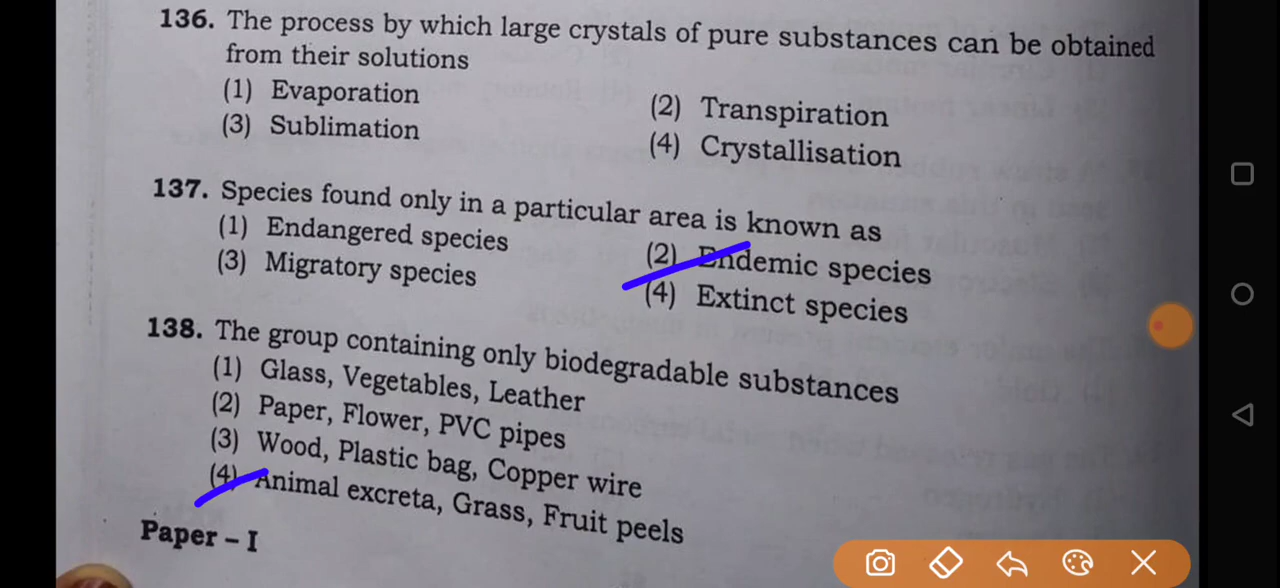 136. The process by which large crystals of pure substances can be obtained
from their solutions
(1) Evaporation (2) Transpiration
(3) Sublimation (4) Crystallisation
137. Species found only in a particular area is known as
(1) Endangered species (2) Endemic species
(3) Migratory species (4) Extinct species
138. The group containing only biodegradable substances
(1) Glass, Vegetables, Leather
(2) Paper, Flower, PVC pipes
(3) Wood, Plastic bag, Copper wire
(4) Animal excreta, Grass, Fruit peels
Paper – I